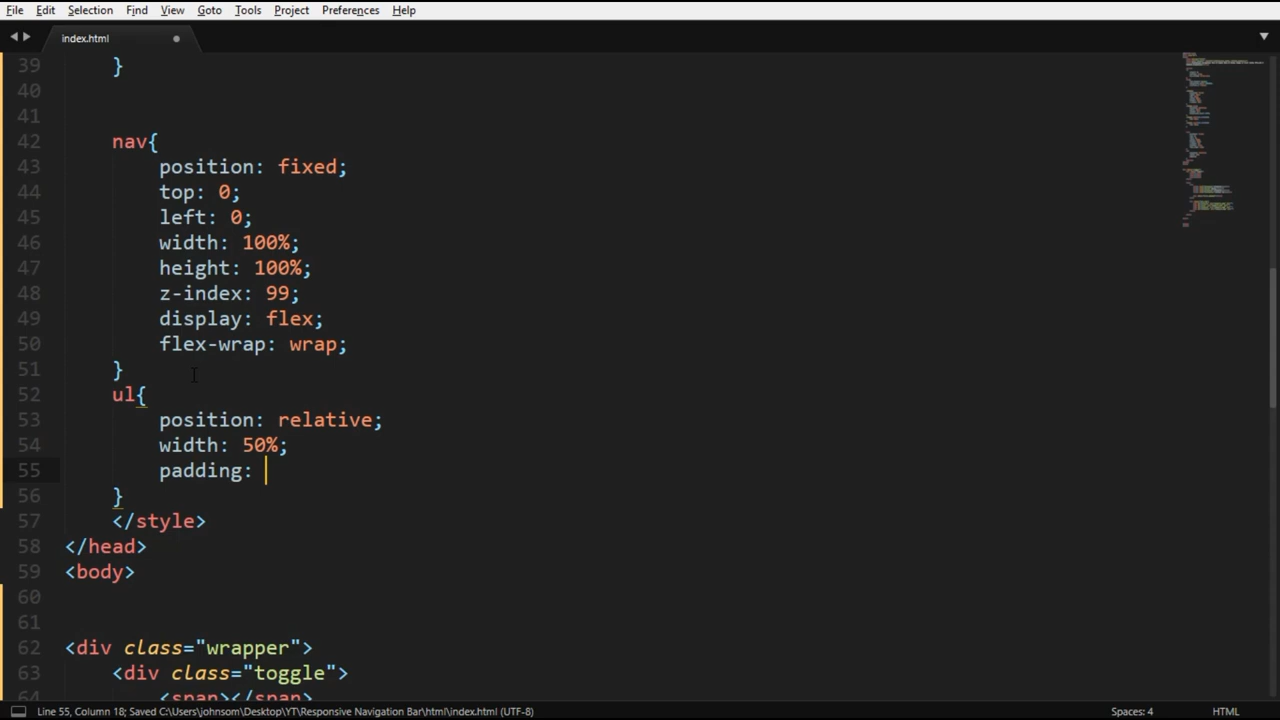 File Edit Selection Find View Goto Tools Project Preferences Help
index.html
39 }
40
41
42 nav{
43 position: fixed;
44 top: 0;
45 left: 0;
46 width: 100%;
47 height: 100%;
48 z-index: 99;
49 display: flex;
50 flex-wrap: wrap;
51 }
52 ul{
53 position: relative;
54 width: 50%;
55 padding:
56 }
57 </style>
58 </head>
59 <body>
60
61
62 <div class="wrapper">
63 <div class="toggle">
64 <span></span>
Line 55, Column 18; Saved C:\Users\johnsom\Desktop\YT\Responsive Navigation Bar\html\index.html (UTF-8) Spaces: 4 HTML